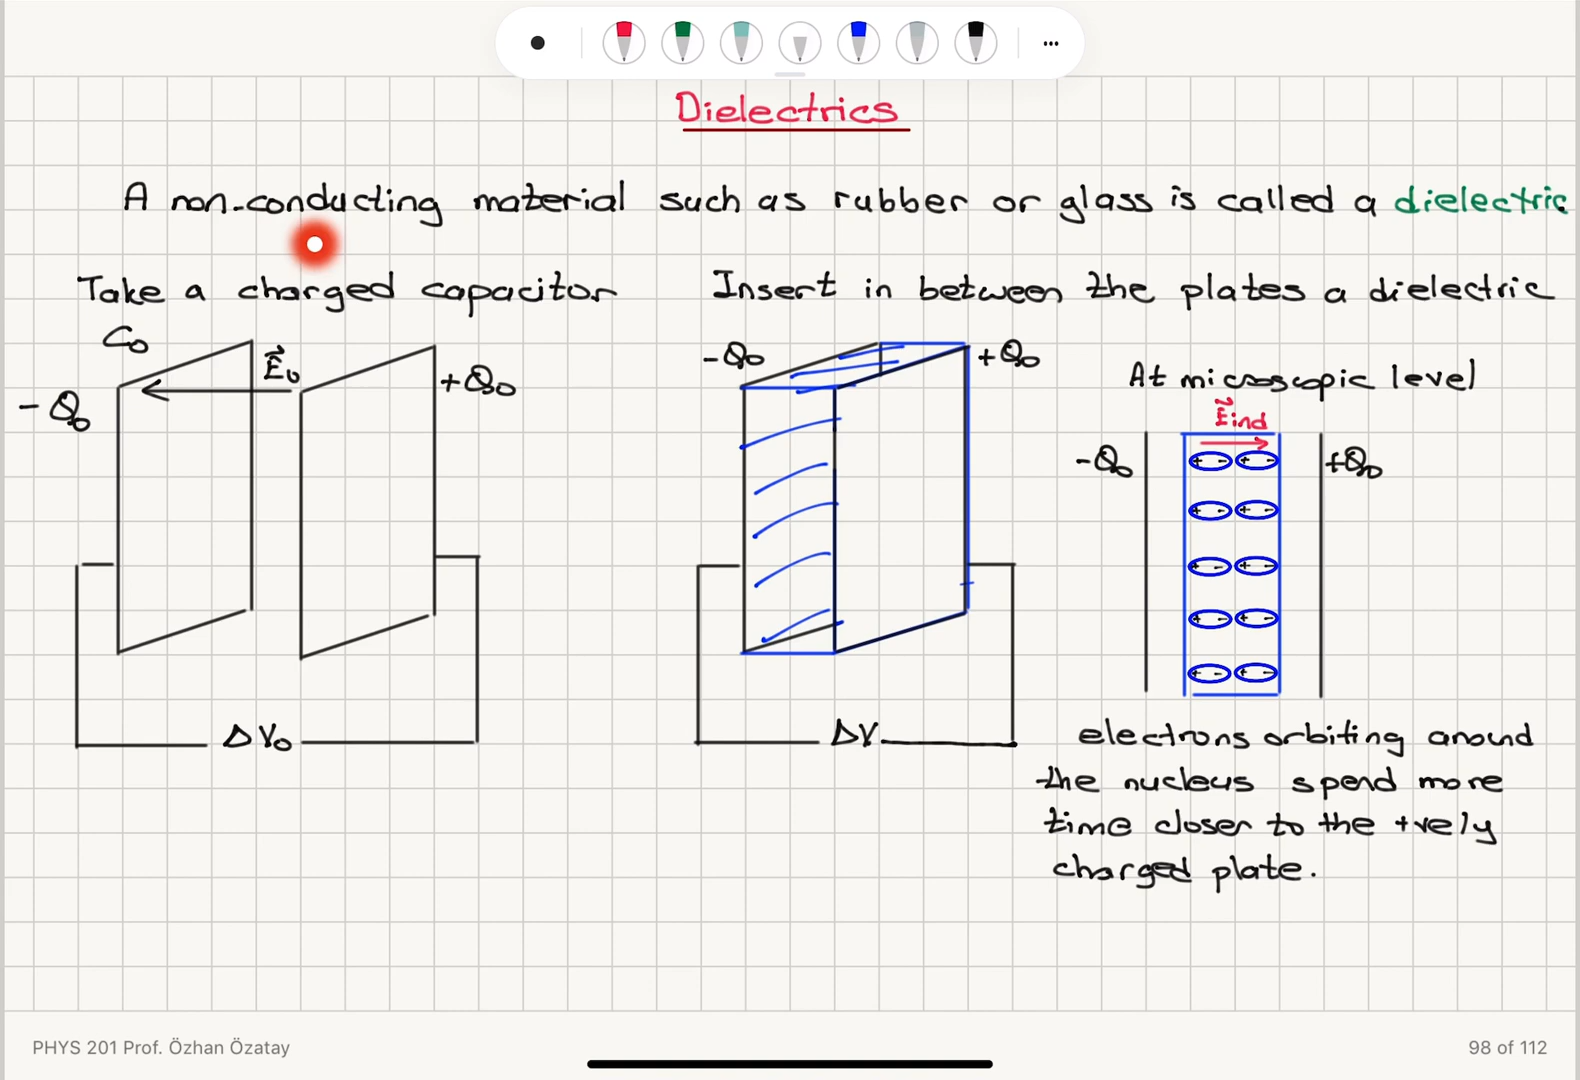 Dielectrics
A non-conducting material such as rubber or glass is called a dielectric.
Take a charged capacitor
Insert in between the plates a dielectric
C₀
E⃗₀
-Q₀
+Q₀
ΔV₀
-Q₀
+Q₀
ΔV
At microscopic level
E⃗ind
-Q₀
+Q₀
+ - + -
+ - + -
+ - + -
+ - + -
+ - + -
electrons orbiting around
the nucleus spend more
time closer to the +vely
charged plate.
PHYS 201 Prof. Özhan Özatay
98 of 112